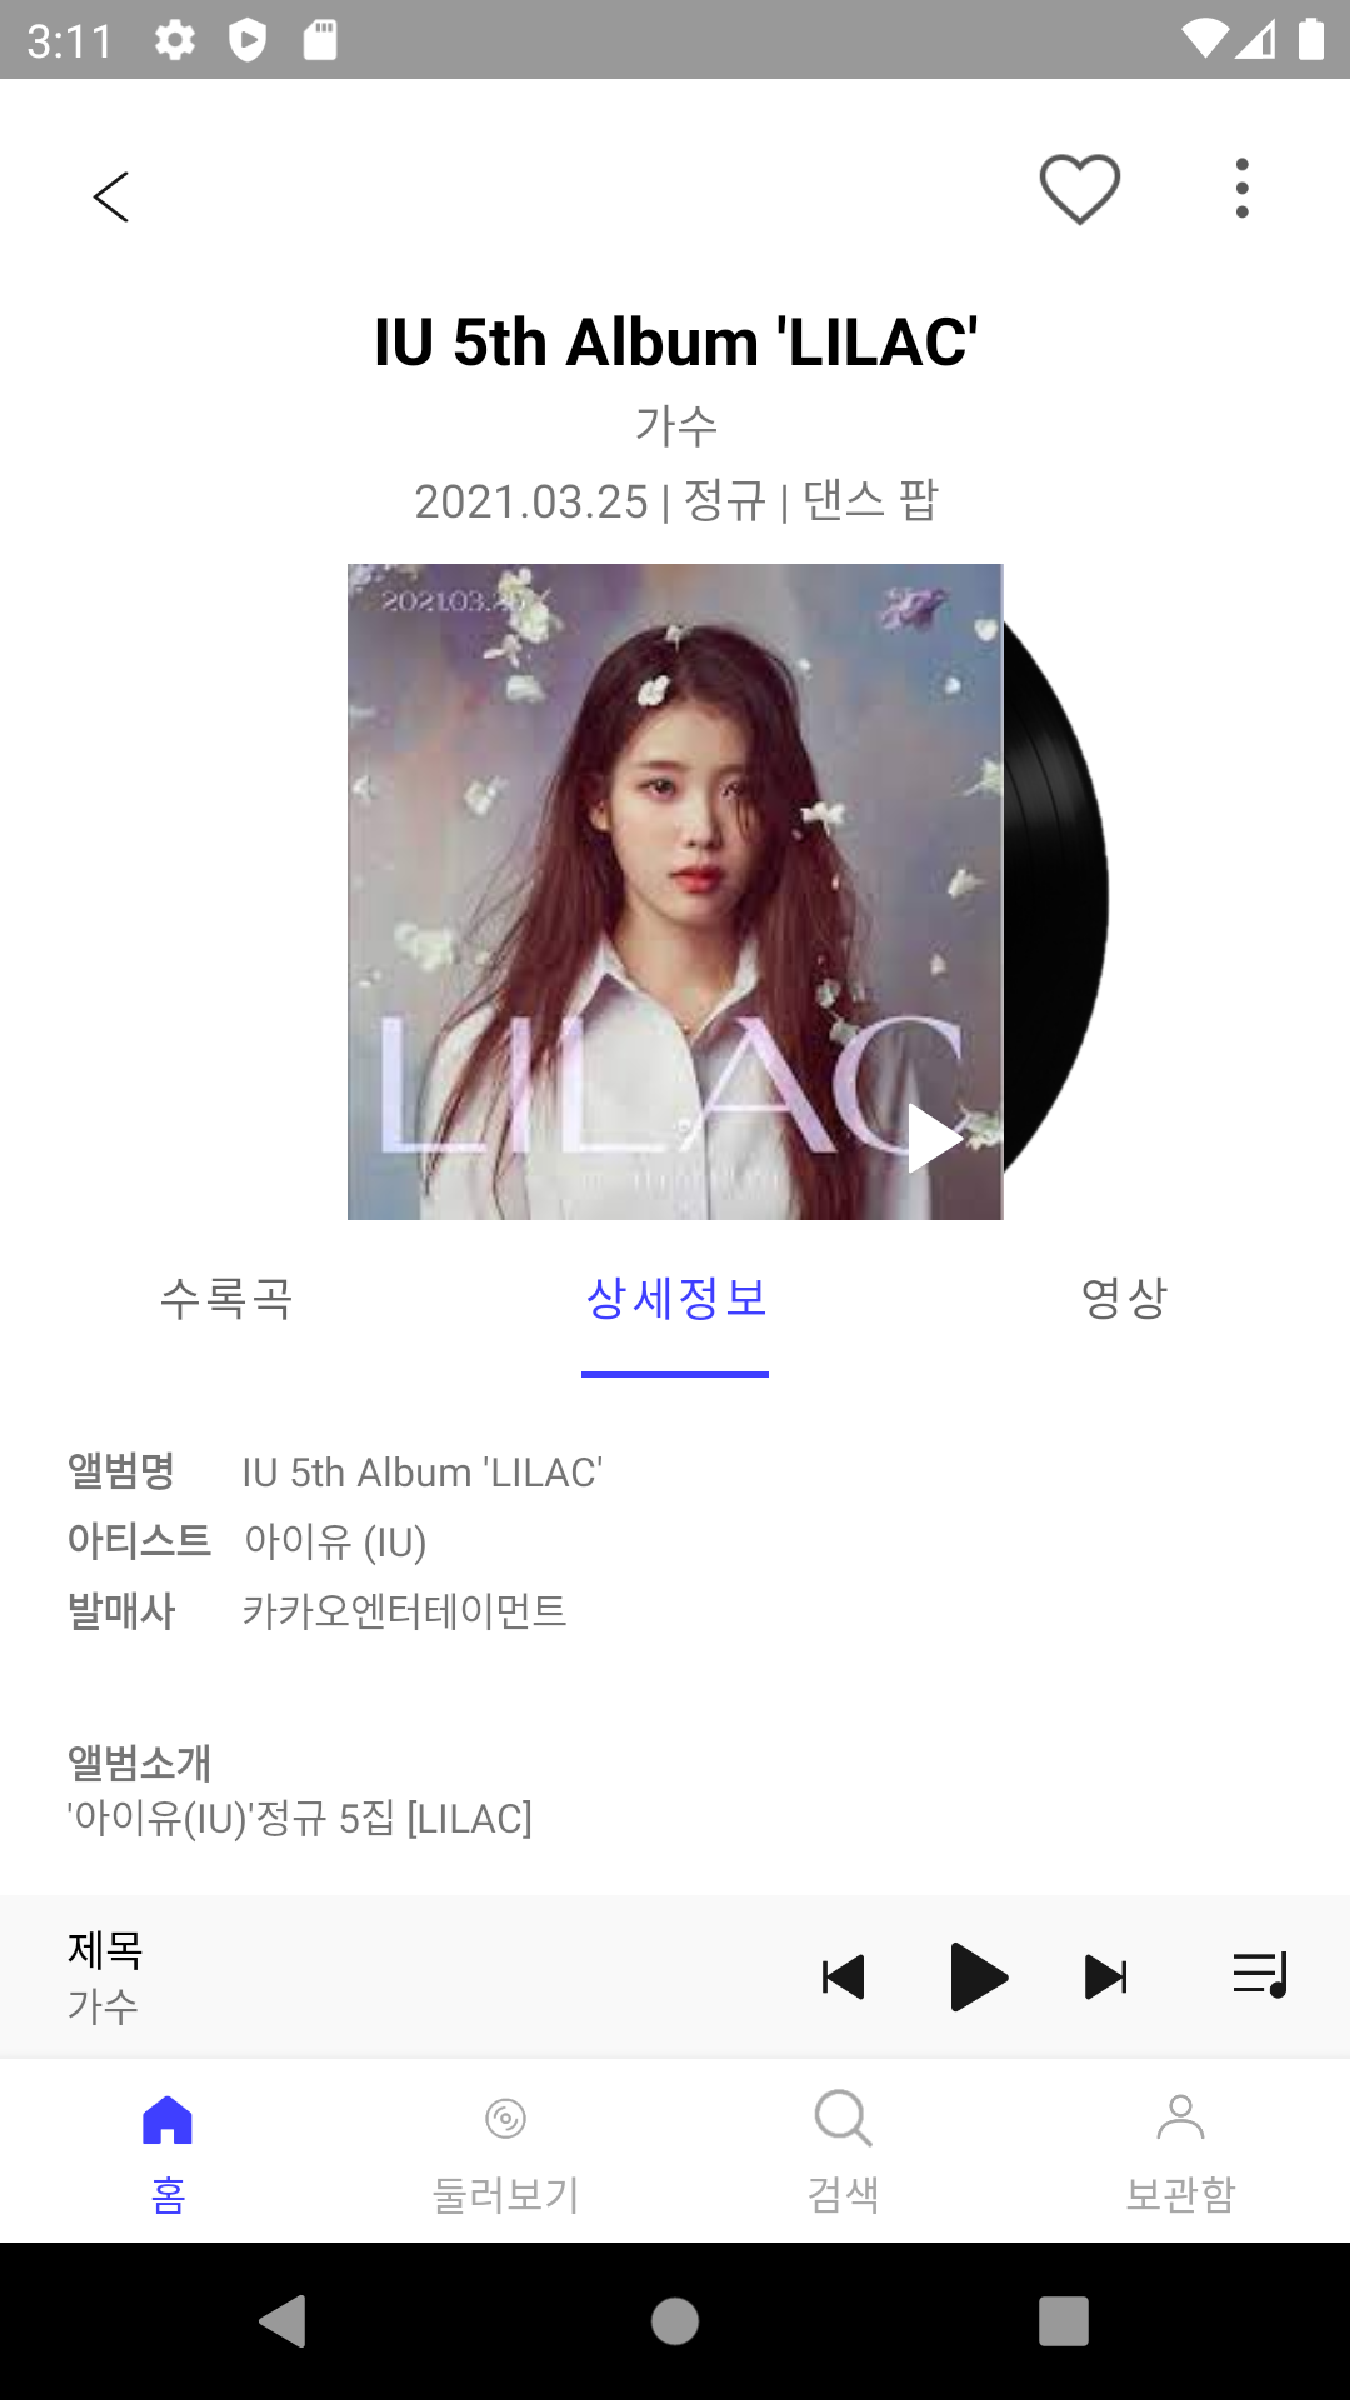 3:11
IU 5th Album 'LILAC'
가수
2021.03.25 | 정규 | 댄스 팝
2021.03.25
LILAC
수록곡 상세정보 영상
앨범명 IU 5th Album 'LILAC'
아티스트 아이유 (IU)
발매사 카카오엔터테이먼트
앨범소개
'아이유(IU)'정규 5집 [LILAC]
제목
가수
홈 둘러보기 검색 보관함